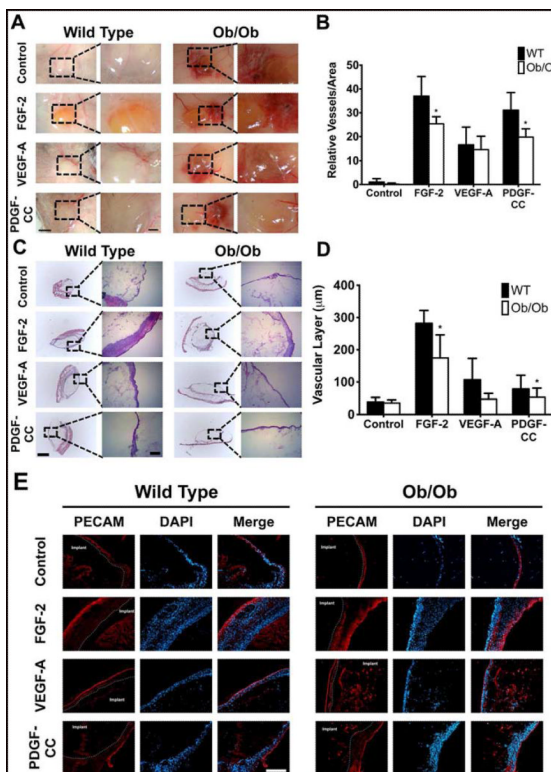 A
Wild Type
Ob/Ob
Control
FGF-2
VEGF-A
PDGF-
CC
B
Relative Vessels/Area
50
40
30
20
10
0
WT
Ob/O
*
*
Control
FGF-2
VEGF-A
PDGF-
CC
C
Wild Type
Ob/Ob
Control
FGF-2
VEGF-A
PDGF-
CC
D
Vascular Layer (μm)
400
300
200
100
0
WT
Ob/Ob
*
*
Control
FGF-2
VEGF-A
PDGF-
CC
E
Wild Type
Ob/Ob
PECAM
DAPI
Merge
PECAM
DAPI
Merge
Control
Implant
Implant
FGF-2
Implant
Implant
VEGF-A
Implant
Implant
PDGF-
CC
Implant
Implant